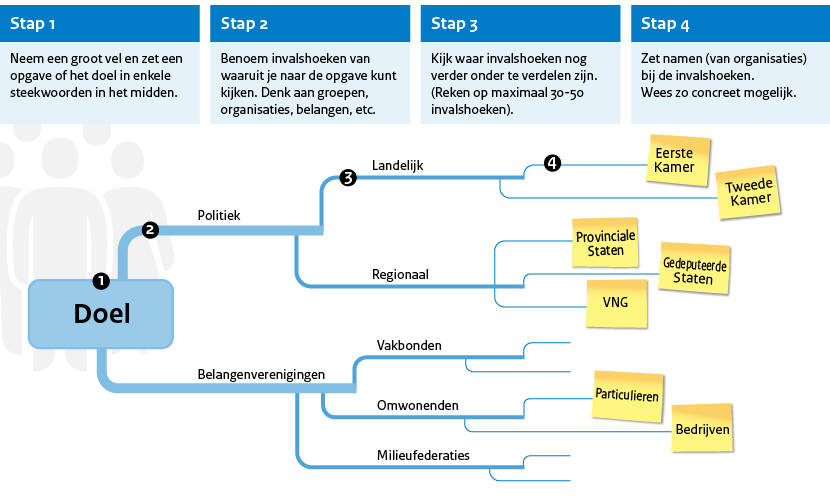 Stap 1
Neem een groot vel en zet een
opgave of het doel in enkele
steekwoorden in het midden.
Stap 2
Benoem invalshoeken van
waaruit je naar de opgave kunt
kijken. Denk aan groepen,
organisaties, belangen, etc.
Stap 3
Kijk waar invalshoeken nog
verder onder te verdelen zijn.
(Reken op maximaal 30-50
invalshoeken).
Stap 4
Zet namen (van organisaties)
bij de invalshoeken.
Wees zo concreet mogelijk.
1
Doel
2
Politiek
3
Landelijk
4
Eerste
Kamer
Tweede
Kamer
Regionaal
Provinciale
Staten
Gedeputeerde
Staten
VNG
Belangenverenigingen
Vakbonden
Omwonenden
Particulieren
Bedrijven
Milieufederaties